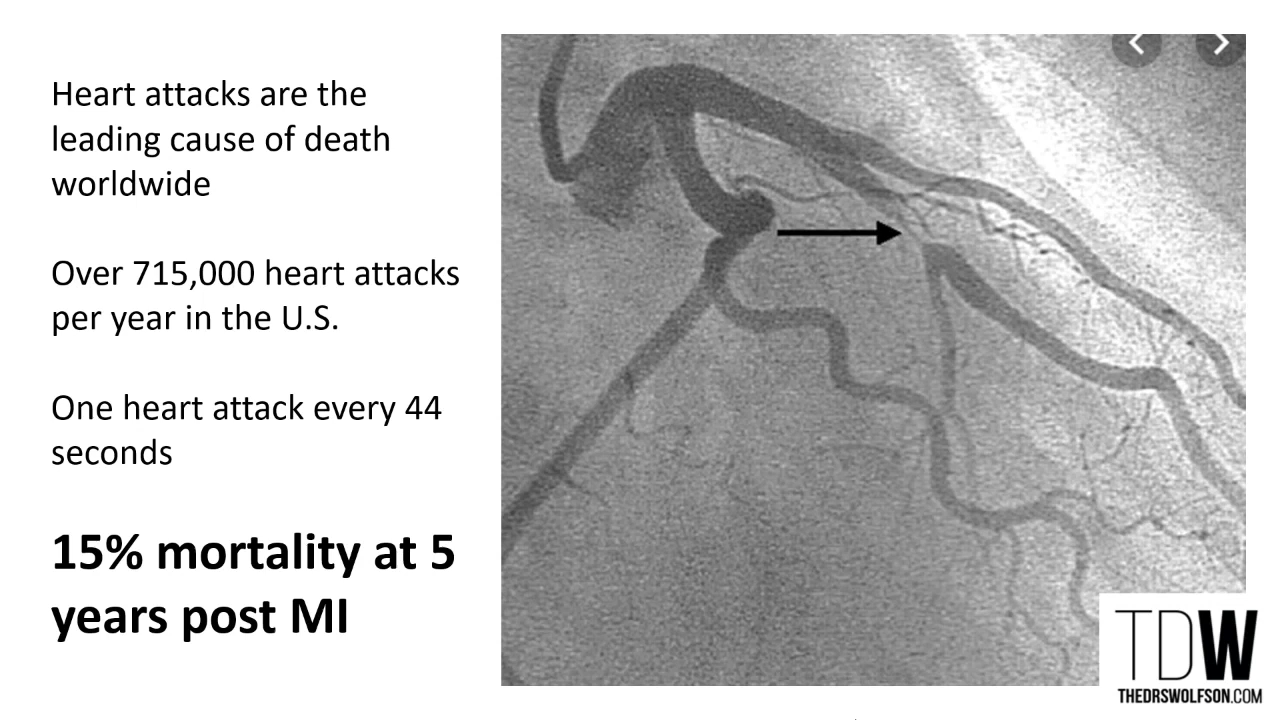 Heart attacks are the
leading cause of death
worldwide
Over 715,000 heart attacks
per year in the U.S.
One heart attack every 44
seconds
15% mortality at 5
years post MI
TDW
THEDRSWOLFSON.COM